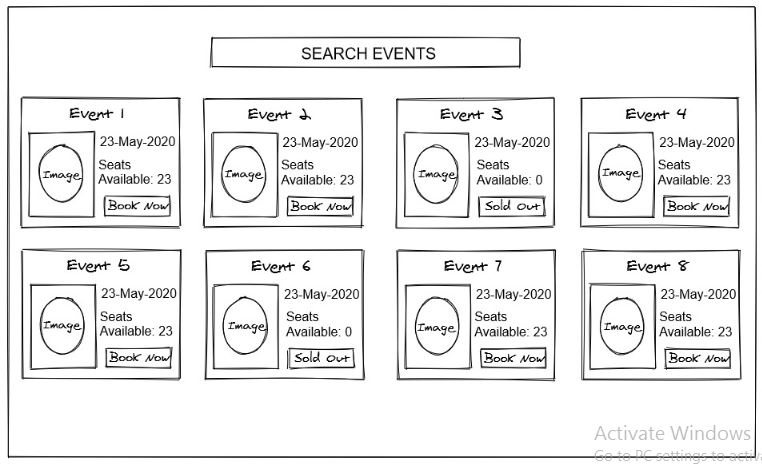 SEARCH EVENTS
Event 1
23-May-2020
Seats
Available: 23
Image
Book Now
Event 2
23-May-2020
Seats
Available: 23
Image
Book Now
Event 3
23-May-2020
Seats
Available: 0
Image
Sold Out
Event 4
23-May-2020
Seats
Available: 23
Image
Book Now
Event 5
23-May-2020
Seats
Available: 23
Image
Book Now
Event 6
23-May-2020
Seats
Available: 0
Image
Sold Out
Event 7
23-May-2020
Seats
Available: 23
Image
Book Now
Event 8
23-May-2020
Seats
Available: 23
Image
Book Now
Activate Windows
Go to PC settings to activ